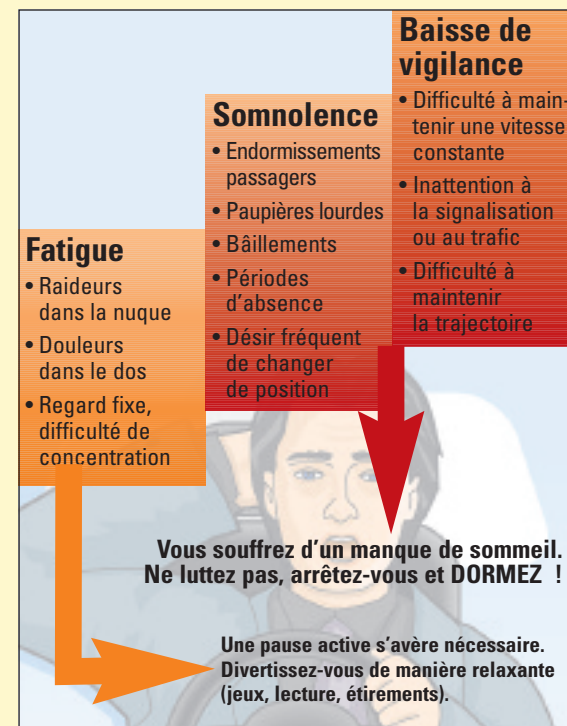 Baisse de
vigilance
• Difficulté à main-
tenir une vitesse
constante
• Inattention à
la signalisation
ou au trafic
• Difficulté à
maintenir
la trajectoire
Somnolence
• Endormissements
passagers
• Paupières lourdes
• Bâillements
• Périodes
d'absence
• Désir fréquent
de changer
de position
Fatigue
• Raideurs
dans la nuque
• Douleurs
dans le dos
• Regard fixe,
difficulté de
concentration
Vous souffrez d'un manque de sommeil.
Ne luttez pas, arrêtez-vous et DORMEZ !
Une pause active s'avère nécessaire.
Divertissez-vous de manière relaxante
(jeux, lecture, étirements).